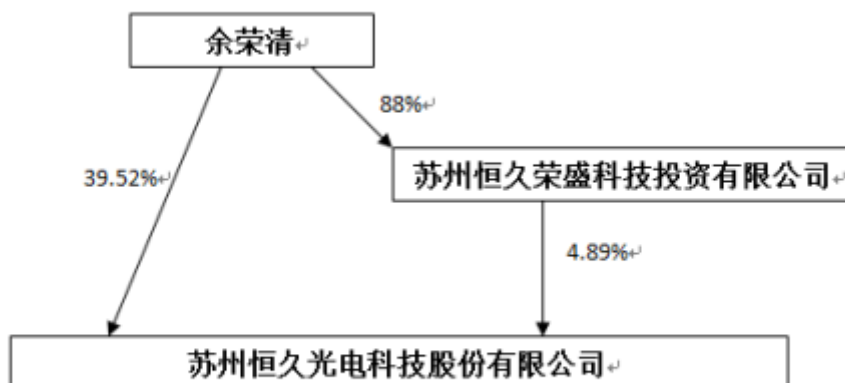 余荣清
88%
39.52%
苏州恒久荣盛科技投资有限公司
4.89%
苏州恒久光电科技股份有限公司